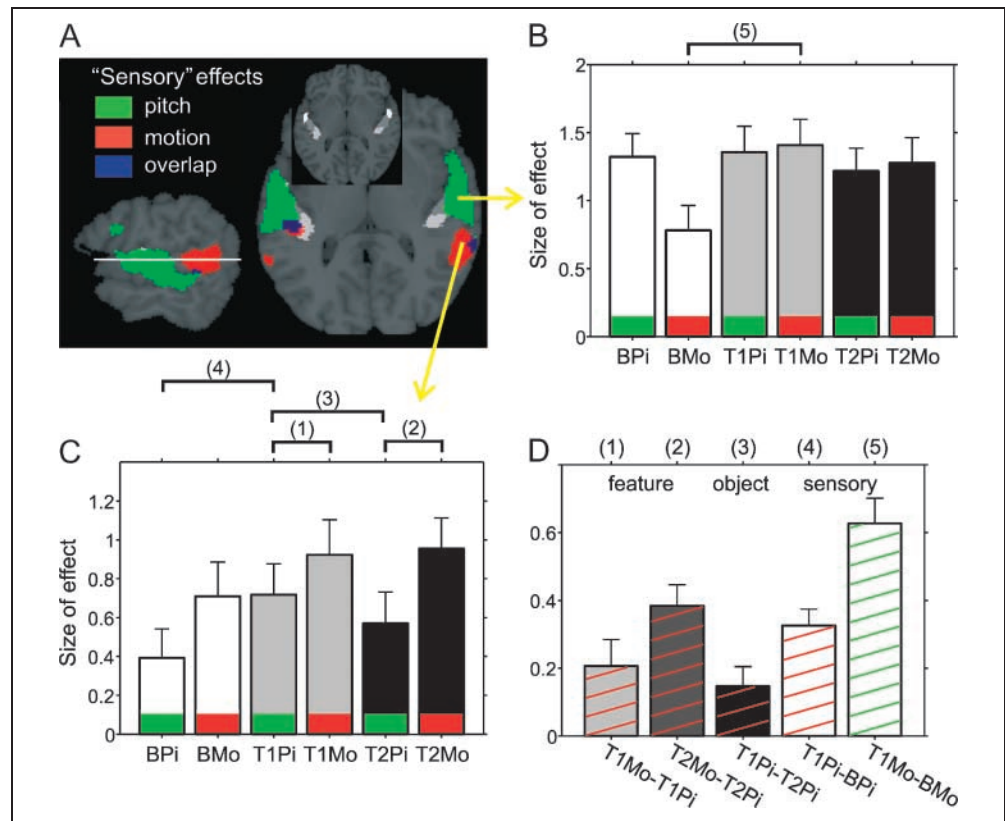 A
"Sensory" effects
pitch
motion
overlap
B
(5)
Size of effect
2
1.5
1
0.5
0
BPi BMo T1Pi T1Mo T2Pi T2Mo
(4)
(3)
(1) (2)
C
Size of effect
1.2
1
0.8
0.6
0.4
0.2
0
BPi BMo T1Pi T1Mo T2Pi T2Mo
D
(1) (2) (3) (4) (5)
feature object sensory
0.6
0.4
0.2
0
T1Mo-T1Pi
T2Mo-T2Pi
T1Pi-T2Pi
T1Pi-BPi
T1Mo-BMo